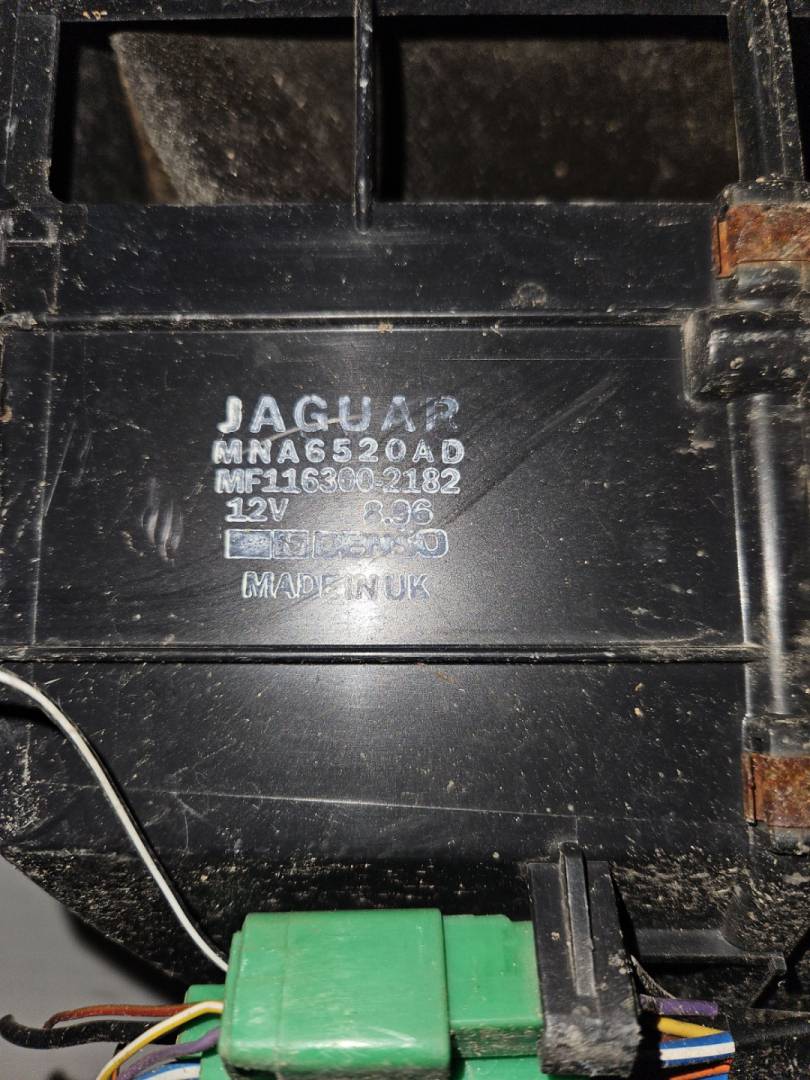 JAGUAR
MNA6520AD
MF116300-2182
12V 8.96
DENSO
MADE IN UK